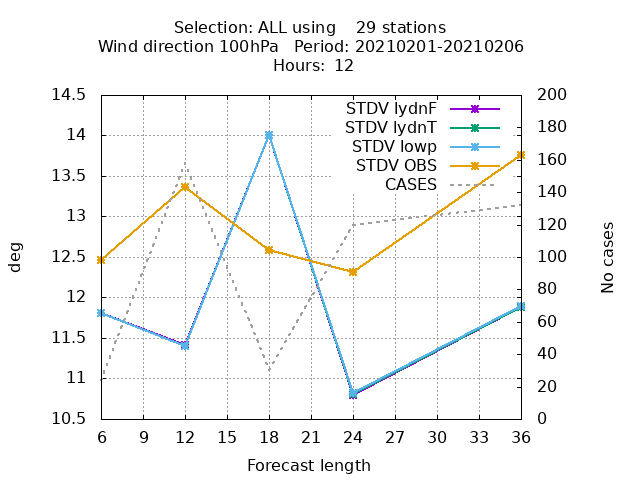 Selection: ALL using    29 stations
Wind direction 100hPa   Period: 20210201-20210206
Hours: 12
14.5
14
13.5
13
12.5
12
11.5
11
10.5
deg
STDV lydnF
STDV lydnT
STDV lowp
STDV OBS
CASES
200
180
160
140
120
100
80
60
40
20
0
No cases
6 9 12 15 18 21 24 27 30 33 36
Forecast length